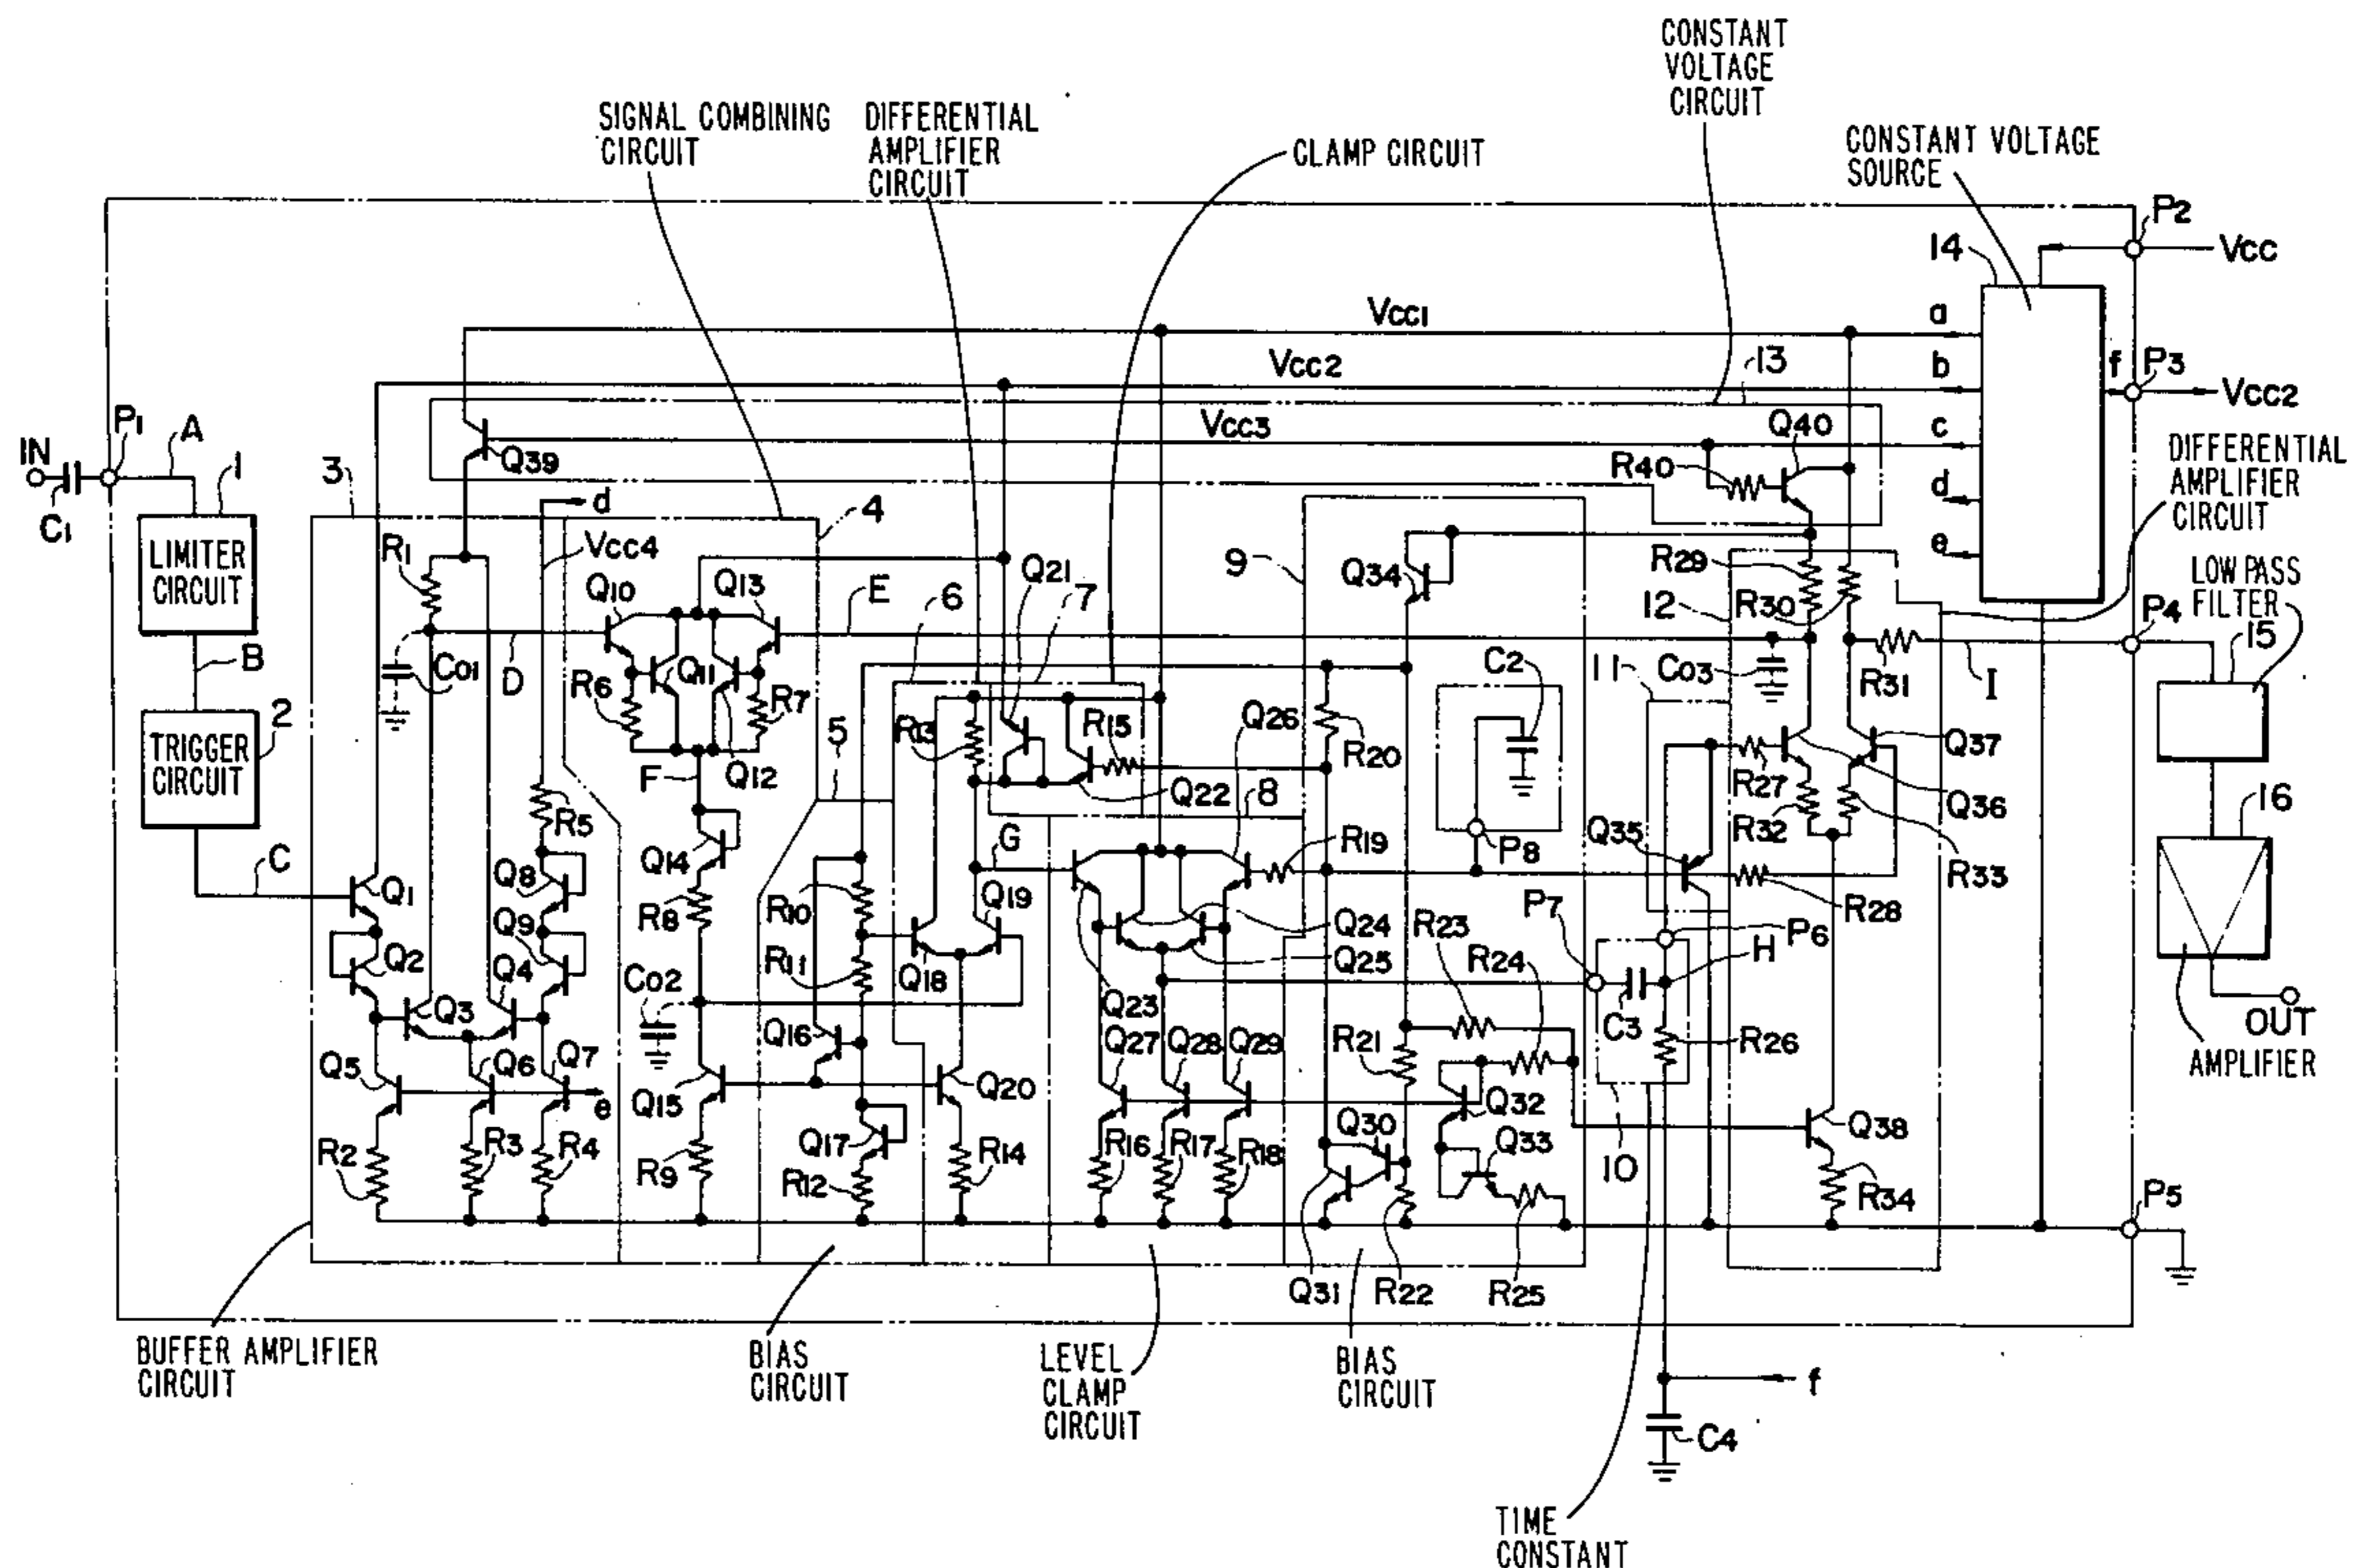 CONSTANT
VOLTAGE
CIRCUIT
SIGNAL COMBINING
CIRCUIT
DIFFERENTIAL
AMPLIFIER
CIRCUIT
CLAMP CIRCUIT
CONSTANT VOLTAGE
SOURCE
P2
14
VCC
VCC1
a
VCC2
13
b
f
P3
VCC2
P1
A
VCC3
Q40
c
IN
3
Q39
R40
DIFFERENTIAL
AMPLIFIER
CIRCUIT
C1
1
d
4
d
LIMITER
CIRCUIT
R1
VCC4
9
e
Q10
Q13
E
6
Q21
7
Q34
R29
LOW PASS
FILTER
12
R30
P4
B
C01
D
Q11
C2
11
C03
R31
I
15
R6
R7
TRIGGER
CIRCUIT
2
5
R13
R15
Q26
R20
Q37
F
Q12
R27
Q22
8
R32
Q36
16
R5
Q14
G
R19
P8
Q35
R33
C
Q1
Q8
R8
R10
Q19
Q24
R23
P7
R28
P6
H
Q2
Q9
Q4
R11
Q18
Q25
R24
C02
Q3
Q23
C3
OUT
Q16
Q27
Q28
Q29
R21
R26
AMPLIFIER
Q5
Q6
Q7
e
Q15
Q20
Q32
Q30
Q38
R2
R3
R4
R9
Q17
R12
R14
R16
R17
R18
Q33
10
R34
P5
Q31
R22
R25
BUFFER AMPLIFIER
CIRCUIT
BIAS
CIRCUIT
LEVEL
CLAMP
CIRCUIT
BIAS
CIRCUIT
f
C4
TIME
CONSTANT